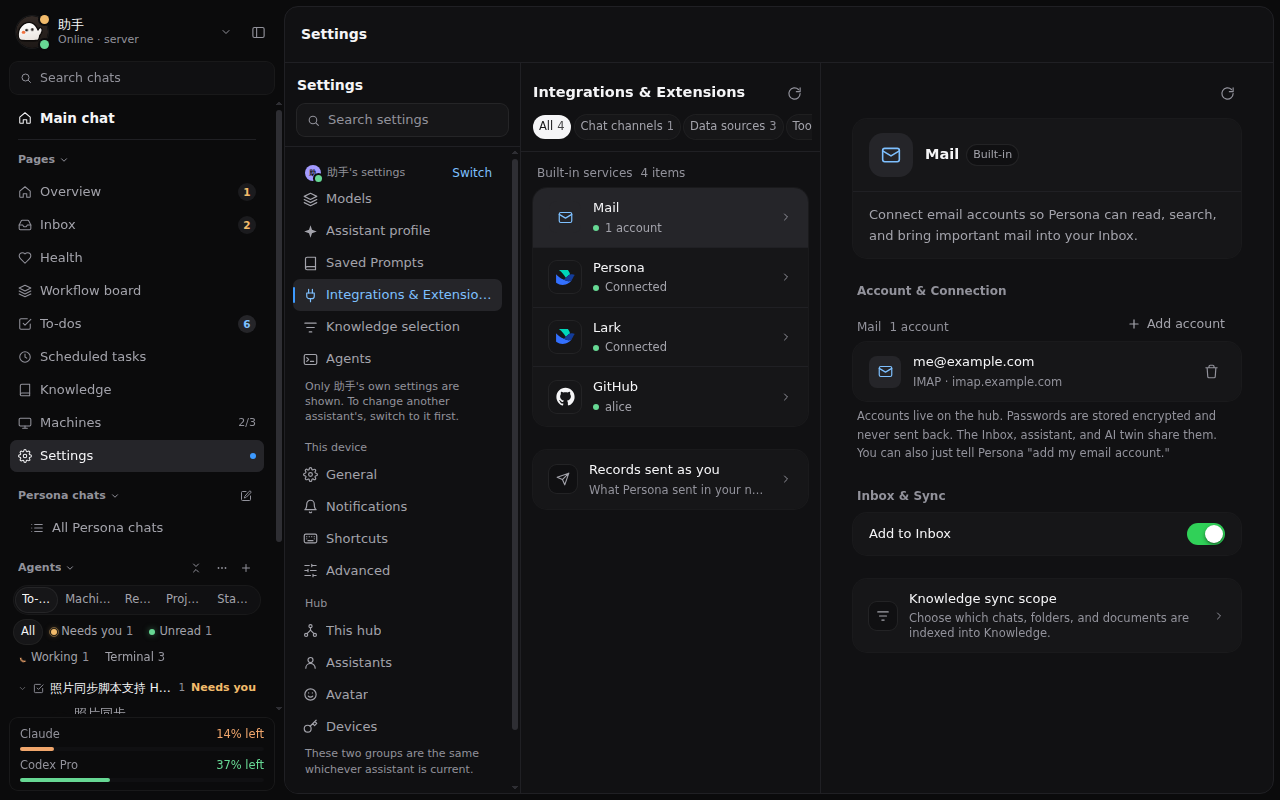 助手
Online · server
Search chats
Main chat
Pages
Overview 1
Inbox 2
Health
Workflow board
To-dos 6
Scheduled tasks
Knowledge
Machines 2/3
Settings
Persona chats
All Persona chats
Agents
To-… Machi… Re… Proj… Sta…
All Needs you 1 Unread 1
Working 1 Terminal 3
照片同步脚本支持 H… 1 Needs you
照片同步
Claude 14% left
Codex Pro 37% left
Settings
Settings
Search settings
助手's settings Switch
Models
Assistant profile
Saved Prompts
Integrations & Extensio…
Knowledge selection
Agents
Only 助手's own settings are
shown. To change another
assistant's, switch to it first.
This device
General
Notifications
Shortcuts
Advanced
Hub
This hub
Assistants
Avatar
Devices
These two groups are the same
whichever assistant is current.
Integrations & Extensions
All 4 Chat channels 1 Data sources 3 Too
Built-in services 4 items
Mail
1 account
Persona
Connected
Lark
Connected
GitHub
alice
Records sent as you
What Persona sent in your n…
Mail Built-in
Connect email accounts so Persona can read, search,
and bring important mail into your Inbox.
Account & Connection
Mail 1 account Add account
me@example.com
IMAP · imap.example.com
Accounts live on the hub. Passwords are stored encrypted and
never sent back. The Inbox, assistant, and AI twin share them.
You can also just tell Persona "add my email account."
Inbox & Sync
Add to Inbox
Knowledge sync scope
Choose which chats, folders, and documents are
indexed into Knowledge.